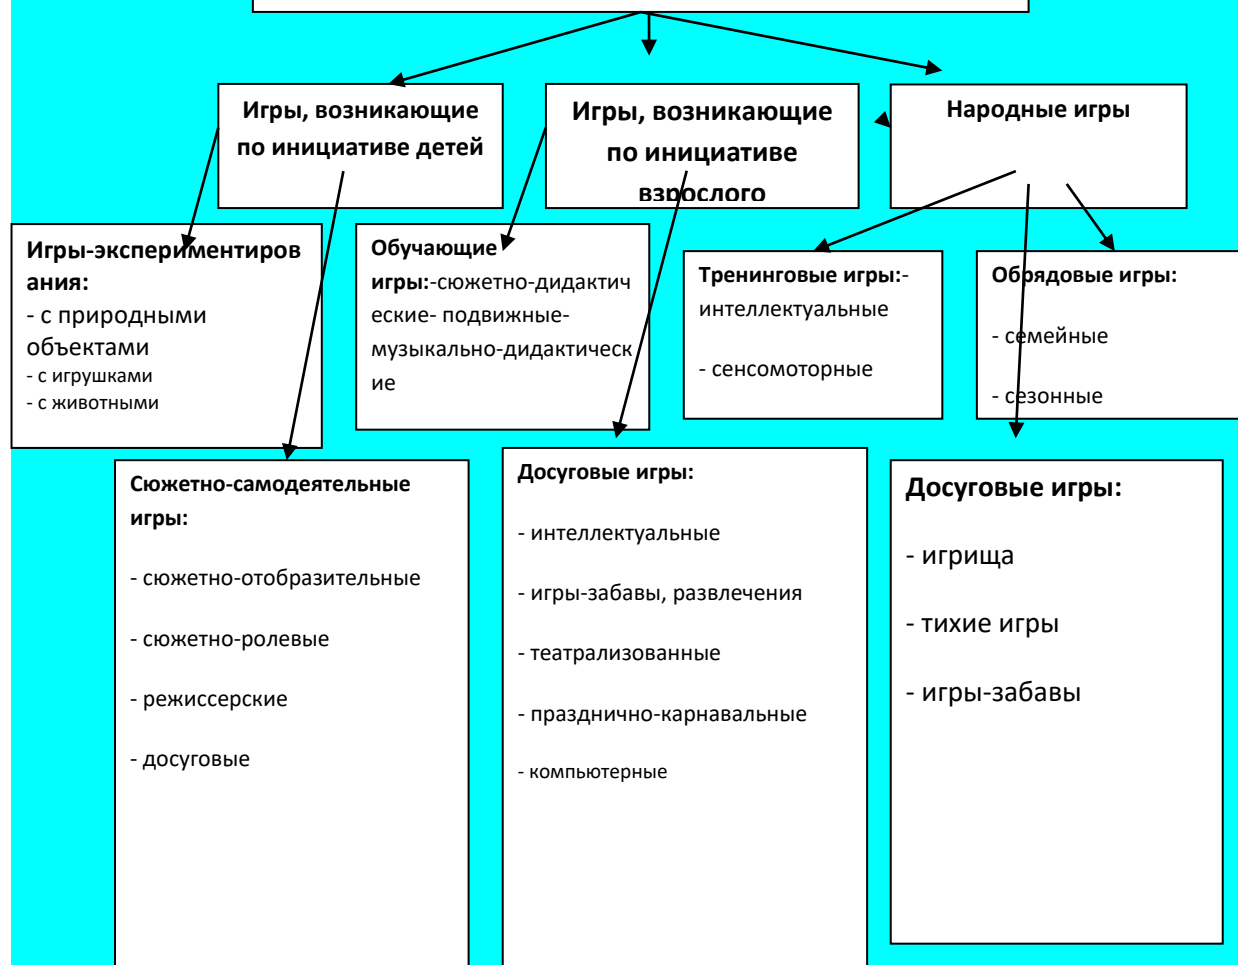 Игры, возникающие
по инициативе детей
Игры, возникающие
по инициативе
взрослого
Народные игры
Игры-экспериментиров
ания:
- с природными
объектами
- с игрушками
- с животными
Обучающие
игры:-сюжетно-дидактич
еские- подвижные-
музыкально-дидактическ
ие
Тренинговые игры:-
интеллектуальные
- сенсомоторные
Обрядовые игры:
- семейные
- сезонные
Сюжетно-самодеятельные
игры:
- сюжетно-отобразительные
- сюжетно-ролевые
- режиссерские
- досуговые
Досуговые игры:
- интеллектуальные
- игры-забавы, развлечения
- театрализованные
- празднично-карнавальные
- компьютерные
Досуговые игры:
- игрища
- тихие игры
- игры-забавы